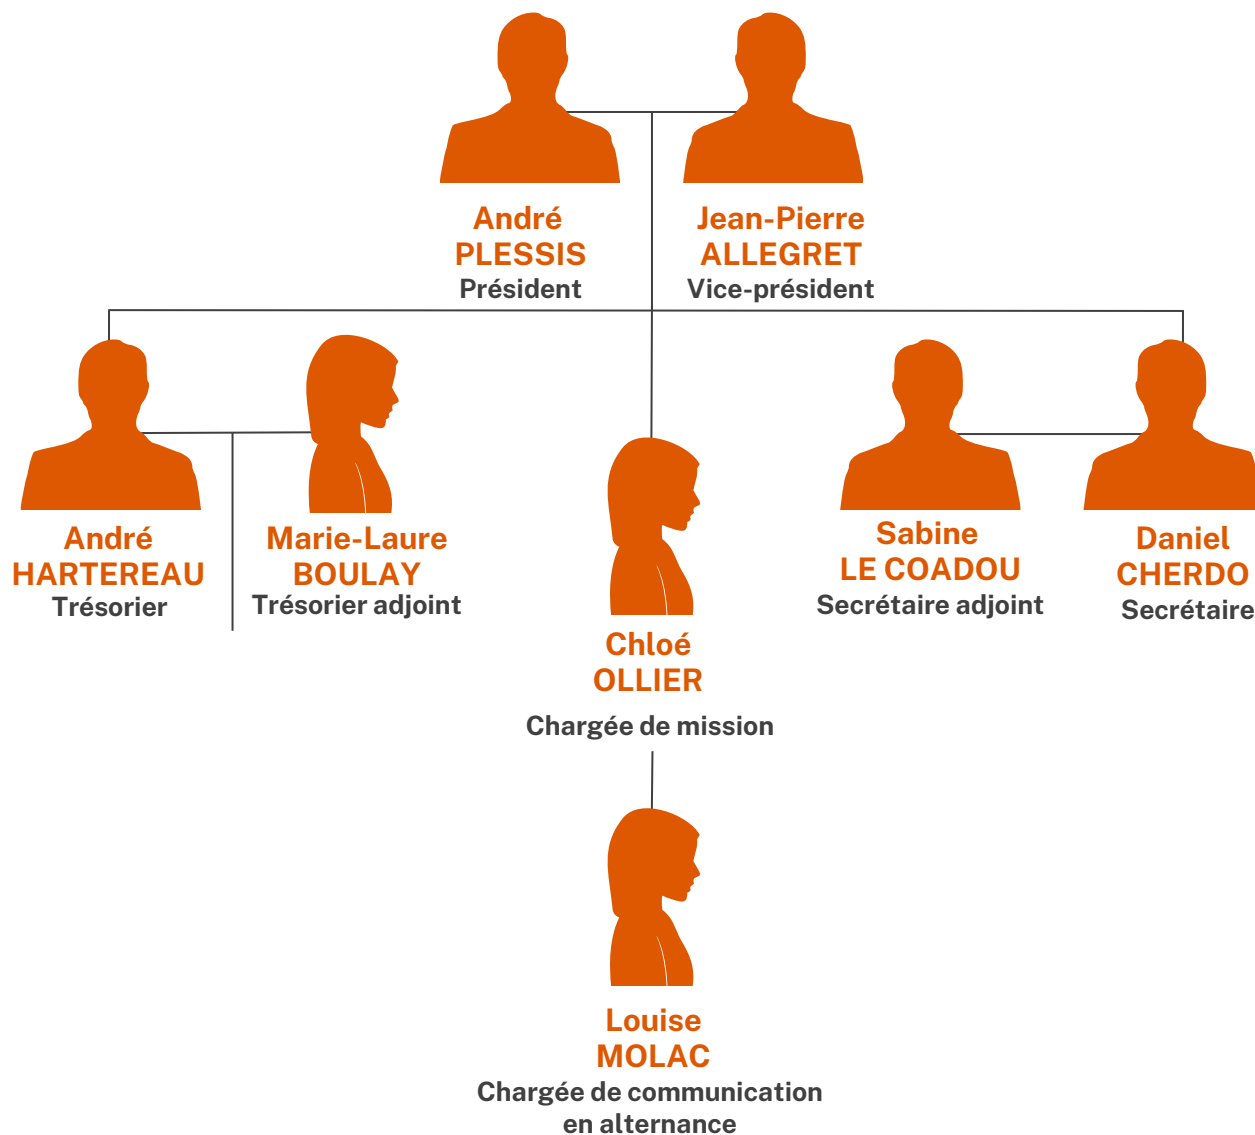 André
PLESSIS
Président
Jean-Pierre
ALLEGRET
Vice-président
André
HARTEREAU
Trésorier
Marie-Laure
BOULAY
Trésorier adjoint
Chloé
OLLIER
Chargée de mission
Sabine
LE COADOU
Secrétaire adjoint
Daniel
CHERDO
Secrétaire
Louise
MOLAC
Chargée de communication
en alternance